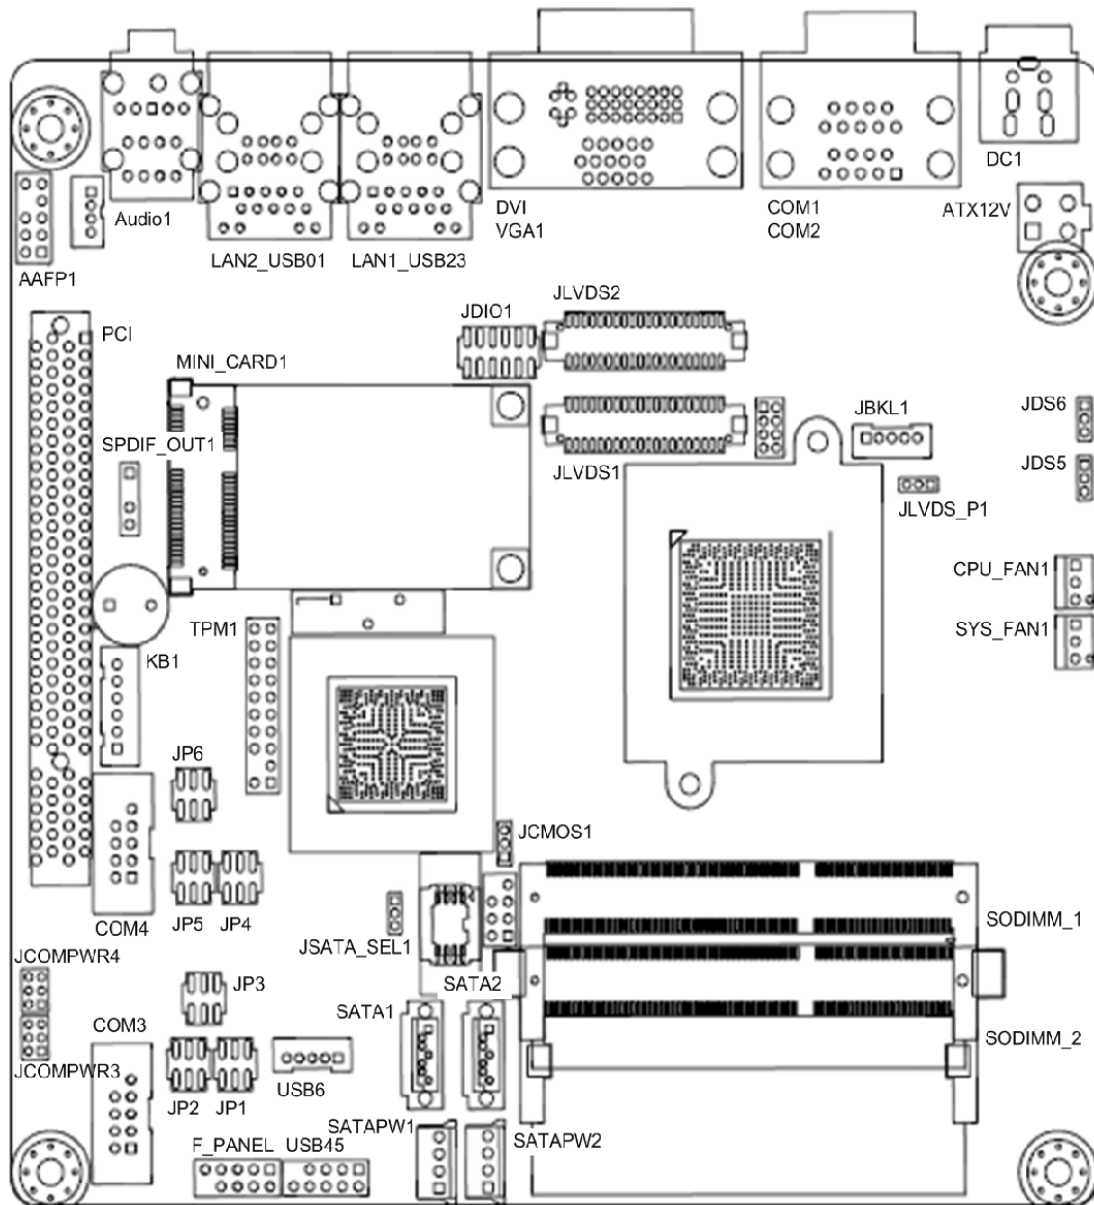 Audio1
DC1
ATX12V
DVI
VGA1
COM1
COM2
LAN2_USB01
LAN1_USB23
AAFP1
JLVDS2
JDIO1
PCI
MINI_CARD1
JDS6
JBKL1
SPDIF_OUT1
JLVDS1
JDS5
JLVDS_P1
CPU_FAN1
TPM1
SYS_FAN1
KB1
JP6
JCMOS1
COM4
JP5
JP4
SODIMM_1
JSATA_SEL1
JCOMPWR4
JP3
SATA2
SATA1
COM3
SODIMM_2
JCOMPWR3
USB6
JP2
JP1
SATAPW1
SATAPW2
F_PANEL
USB45